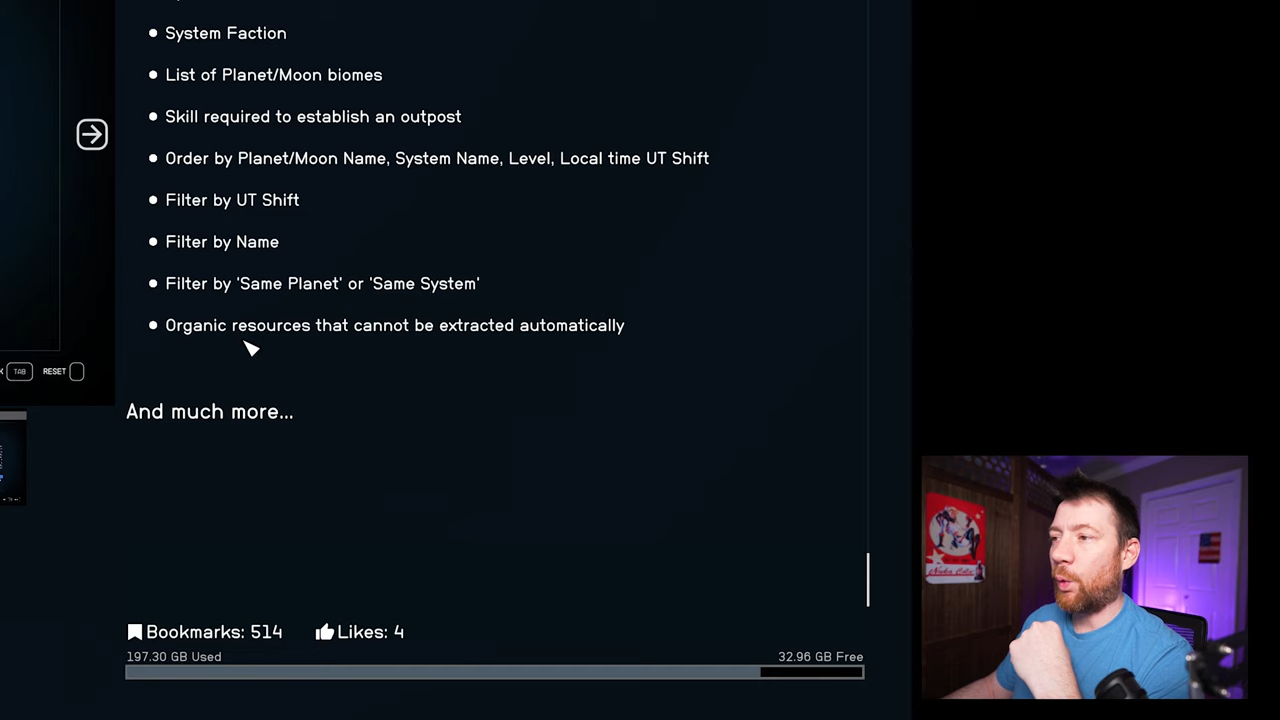 System Faction
List of Planet/Moon biomes
Skill required to establish an outpost
Order by Planet/Moon Name, System Name, Level, Local time UT Shift
Filter by UT Shift
Filter by Name
Filter by 'Same Planet' or 'Same System'
Organic resources that cannot be extracted automatically
TAB RESET
And much more...
Bookmarks: 514 Likes: 4
197.30 GB Used 32.96 GB Free
Nuka Cola